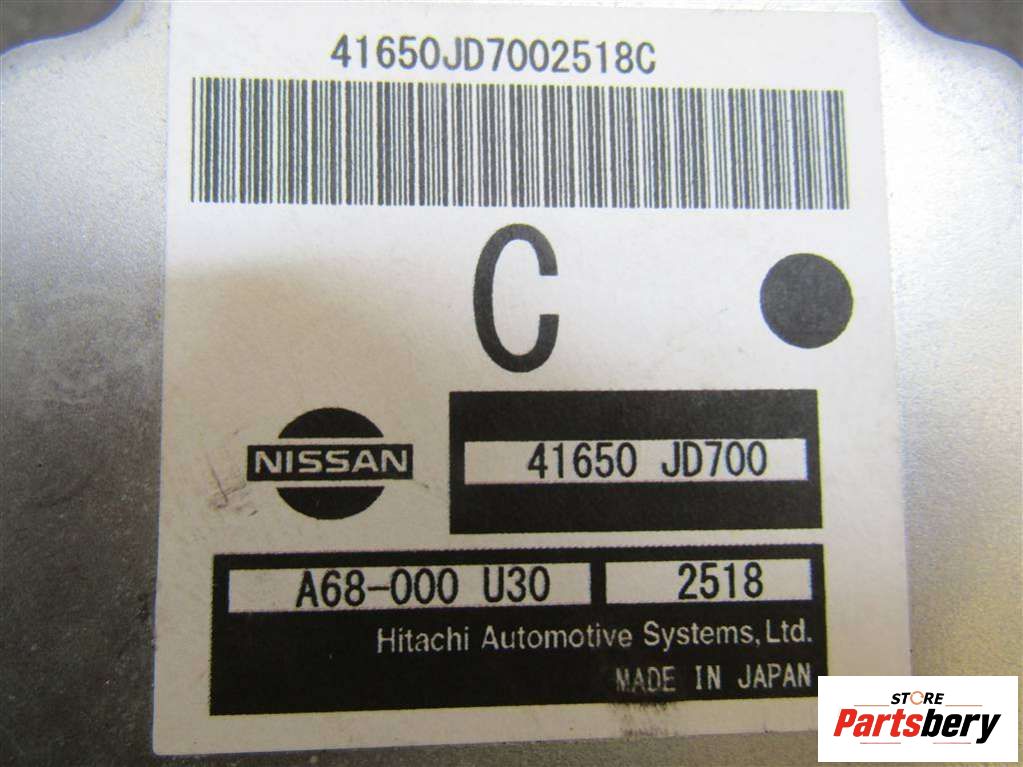 41650JD7002518C
C
NISSAN
41650 JD700
A68-000 U30
2518
Hitachi Automotive Systems, Ltd.
MADE IN JAPAN
STORE
Partsbery